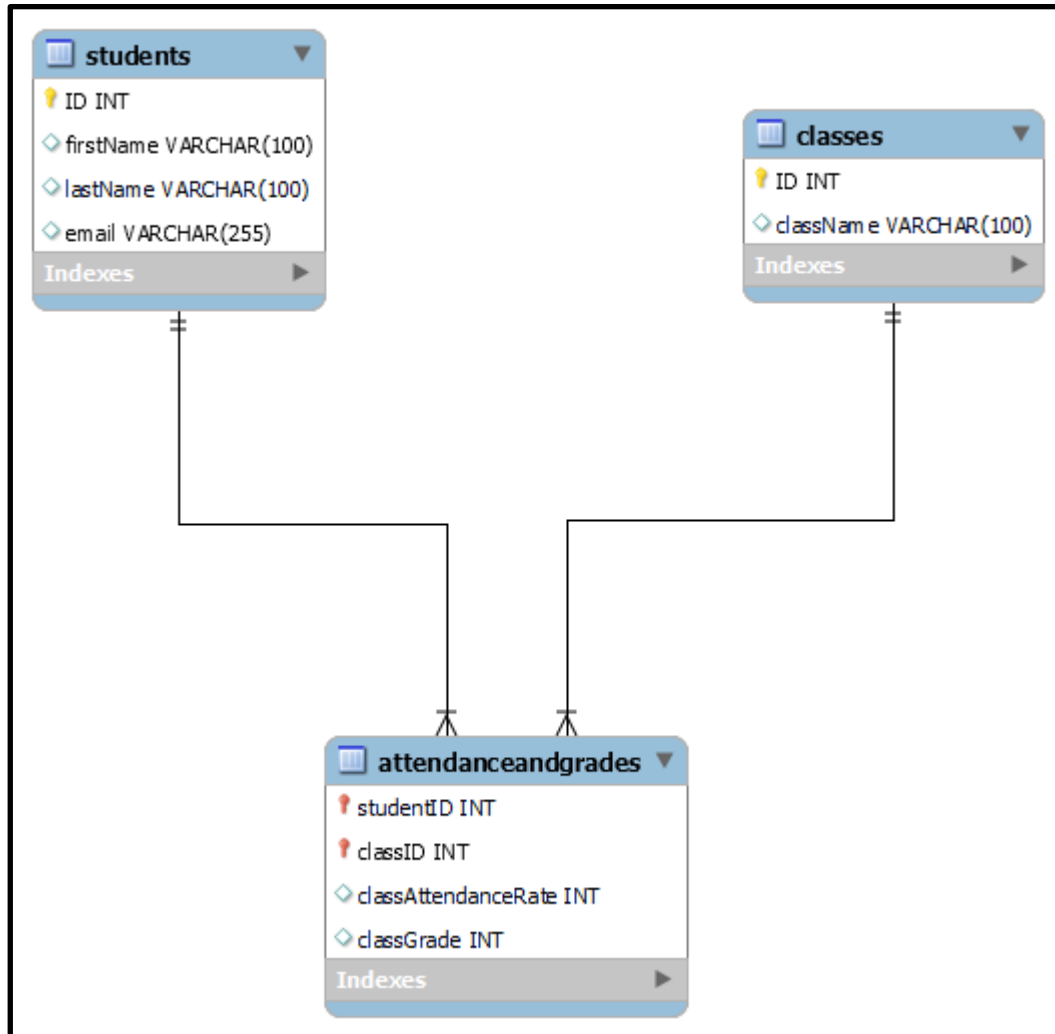 students
ID INT
firstName VARCHAR(100)
lastName VARCHAR(100)
email VARCHAR(255)
Indexes
classes
ID INT
className VARCHAR(100)
Indexes
attendanceandgrades
studentID INT
classID INT
classAttendanceRate INT
classGrade INT
Indexes